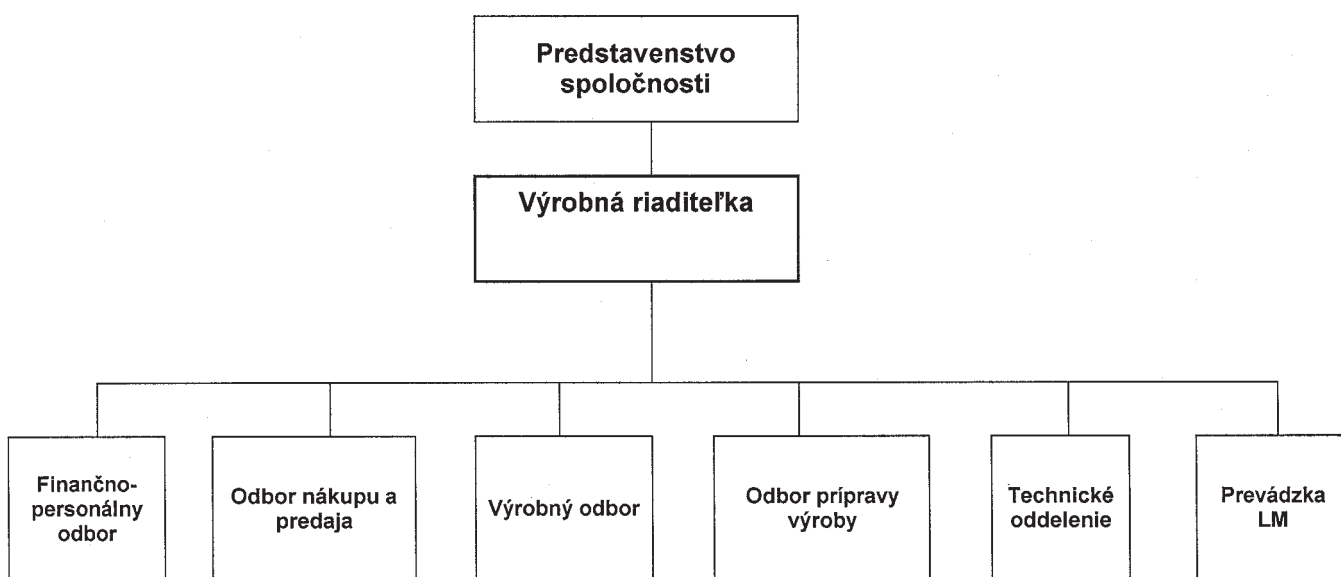 Predstavenstvo
spoločnosti
Výrobná riaditeľka
Finančno-
personálny
odbor
Odbor nákupu a
predaja
Výrobný odbor
Odbor prípravy
výroby
Technické
oddelenie
Prevádzka
LM